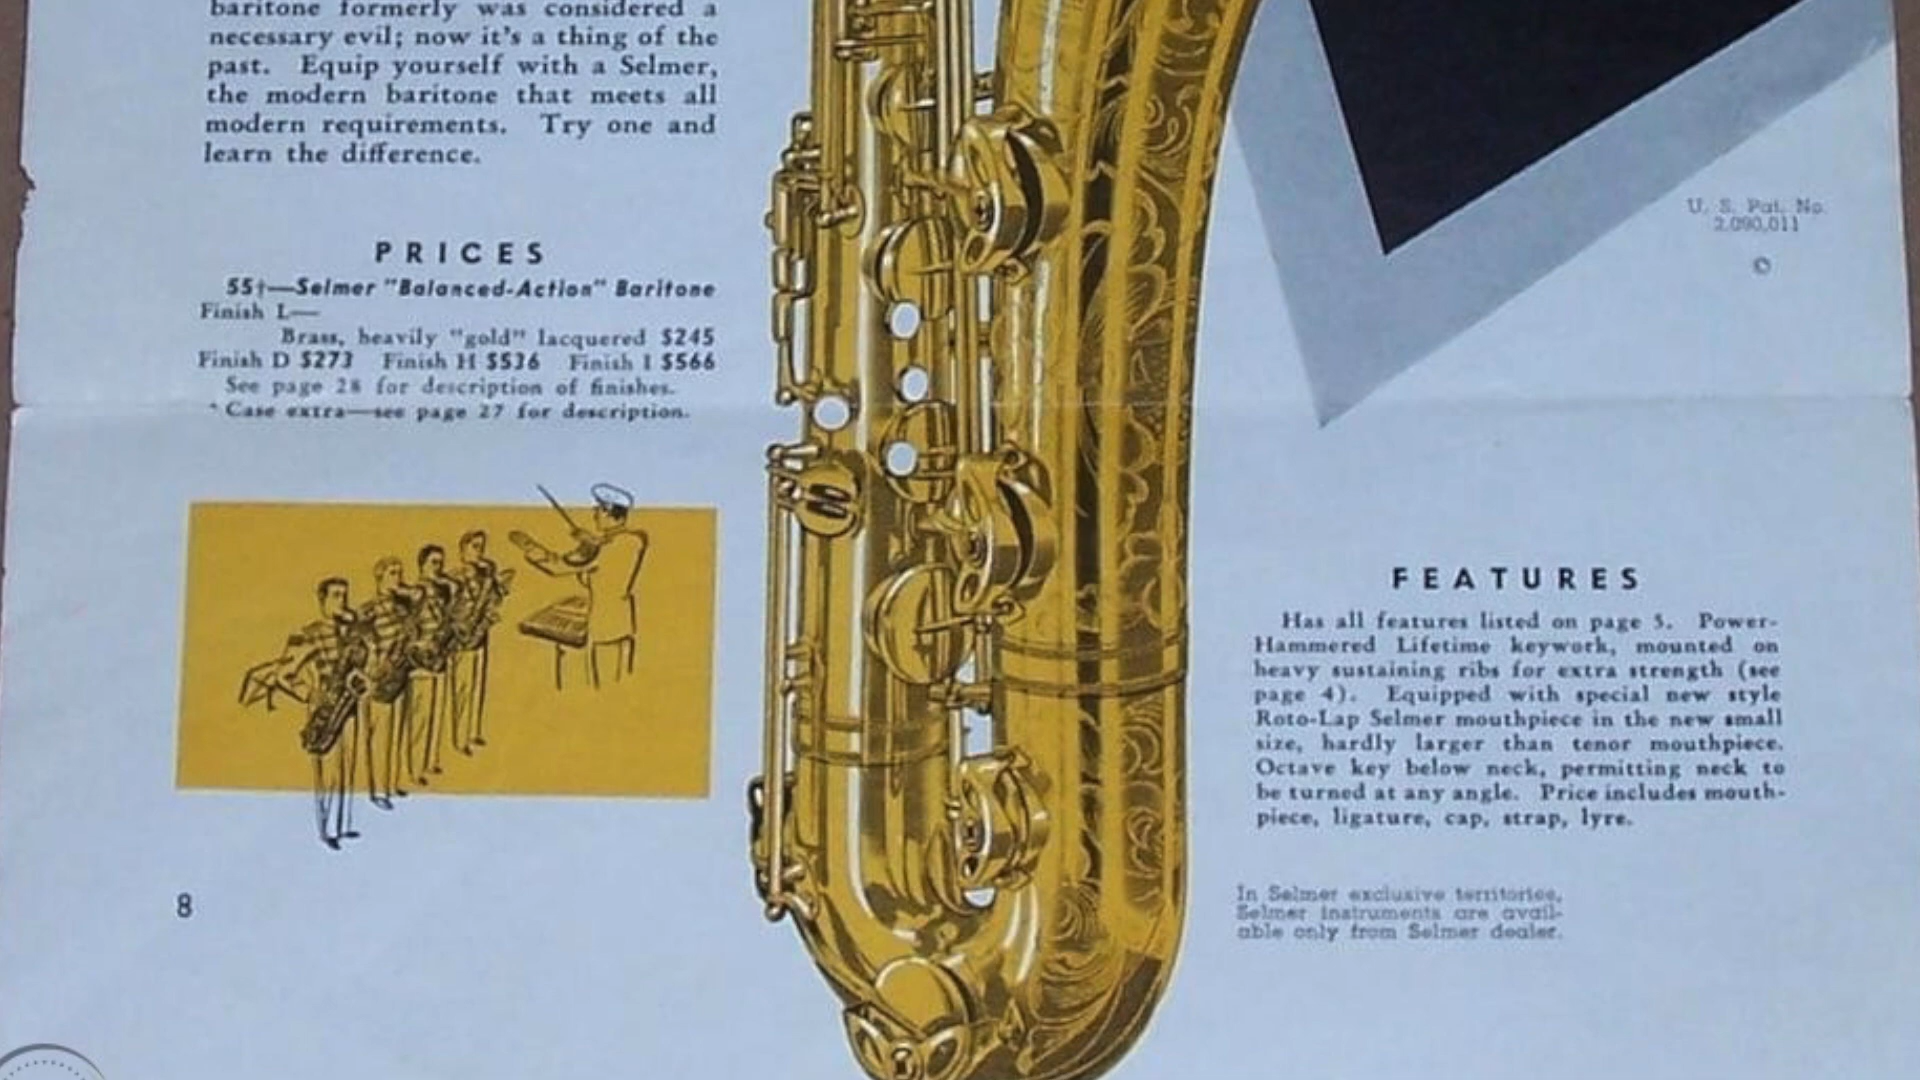 baritone formerly was considered a
necessary evil; now it's a thing of the
past. Equip yourself with a Selmer,
the modern baritone that meets all
modern requirements. Try one and
learn the difference.
PRICES
55†—Selmer "Balanced-Action" Baritone
Finish L—
Brass, heavily "gold" lacquered $245
Finish D $273 Finish H $536 Finish I $566
See page 28 for description of finishes.
Case extra—see page 27 for description.
8
U. S. Pat. No.
2,090,011
©
FEATURES
Has all features listed on page 5. Power-
Hammered Lifetime keywork, mounted on
heavy sustaining ribs for extra strength (see
page 4). Equipped with special new style
Roto-Lap Selmer mouthpiece in the new small
size, hardly larger than tenor mouthpiece.
Octave key below neck, permitting neck to
be turned at any angle. Price includes mouth-
piece, ligature, cap, strap, lyre.
In Selmer exclusive territories,
Selmer instruments are avail-
able only from Selmer dealer.